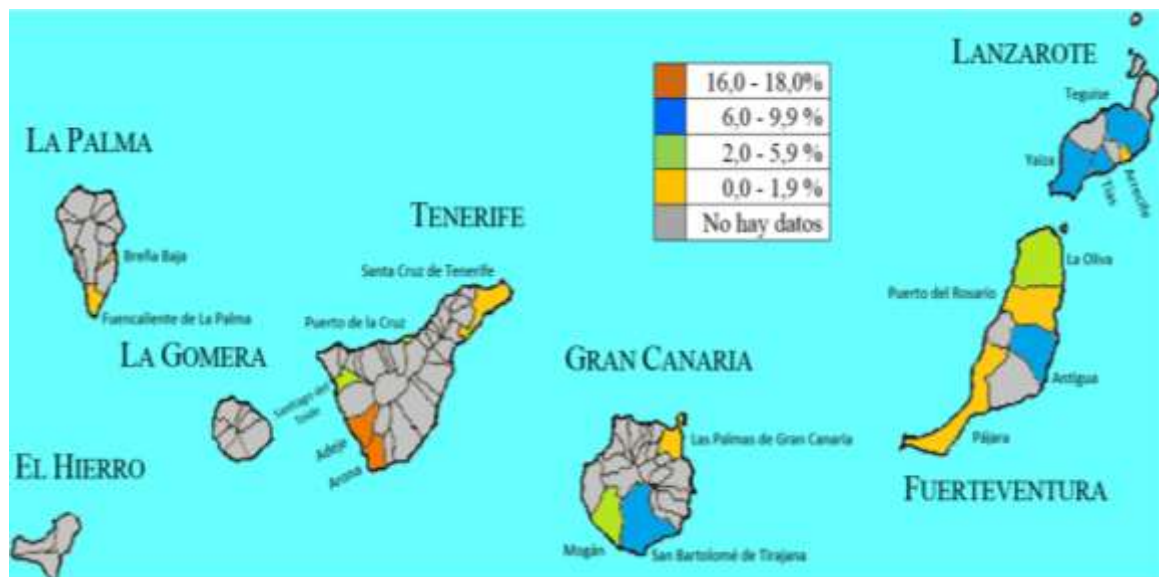 LANZAROTE
Teguise
Yaiza
Tías
Arrecife
16,0 - 18,0%
6,0 - 9,9 %
2,0 - 5,9 %
0,0 - 1,9 %
No hay datos
LA PALMA
Breña Baja
Fuencaliente de La Palma
TENERIFE
Santa Cruz de Tenerife
Puerto de la Cruz
Santiago del
Teide
Adeje
Arona
LA GOMERA
EL HIERRO
GRAN CANARIA
Las Palmas de Gran Canaria
Mogán
San Bartolomé de Tirajana
La Oliva
Puerto del Rosario
Antigua
Pájara
FUERTEVENTURA